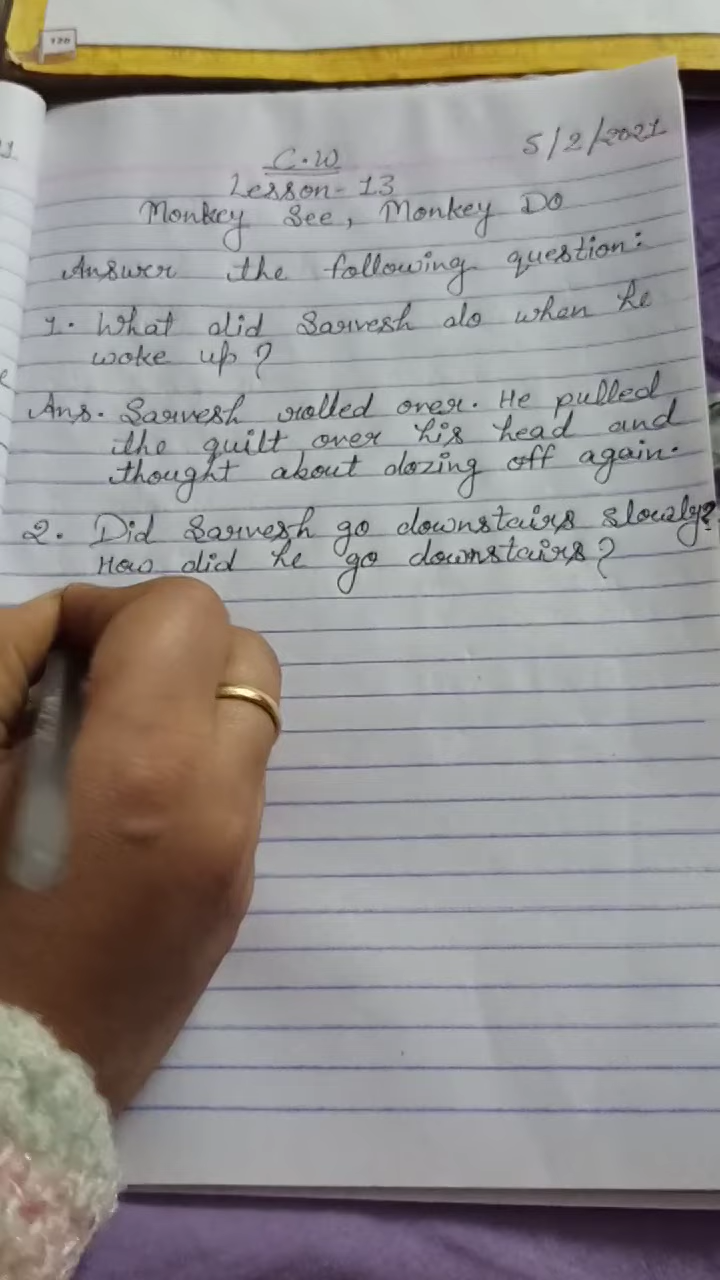 C.W
5/2/2021
Lesson-13
Monkey See, Monkey Do
Answer the following question:
1. What did Sarvesh do when he
woke up?
Ans. Sarvesh rolled over. He pulled
the quilt over his head and
thought about dozing off again.
2. Did Sarvesh go downstairs slowly?
How did he go downstairs?